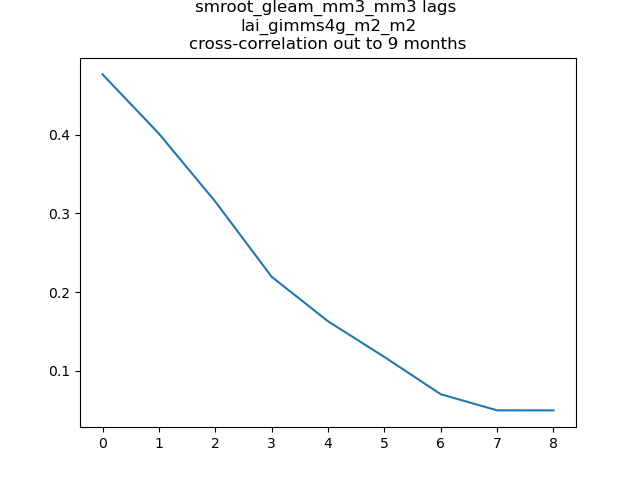 smroot_gleam_mm3_mm3 lags
lai_gimms4g_m2_m2
cross-correlation out to 9 months
0.4
0.3
0.2
0.1
0 1 2 3 4 5 6 7 8